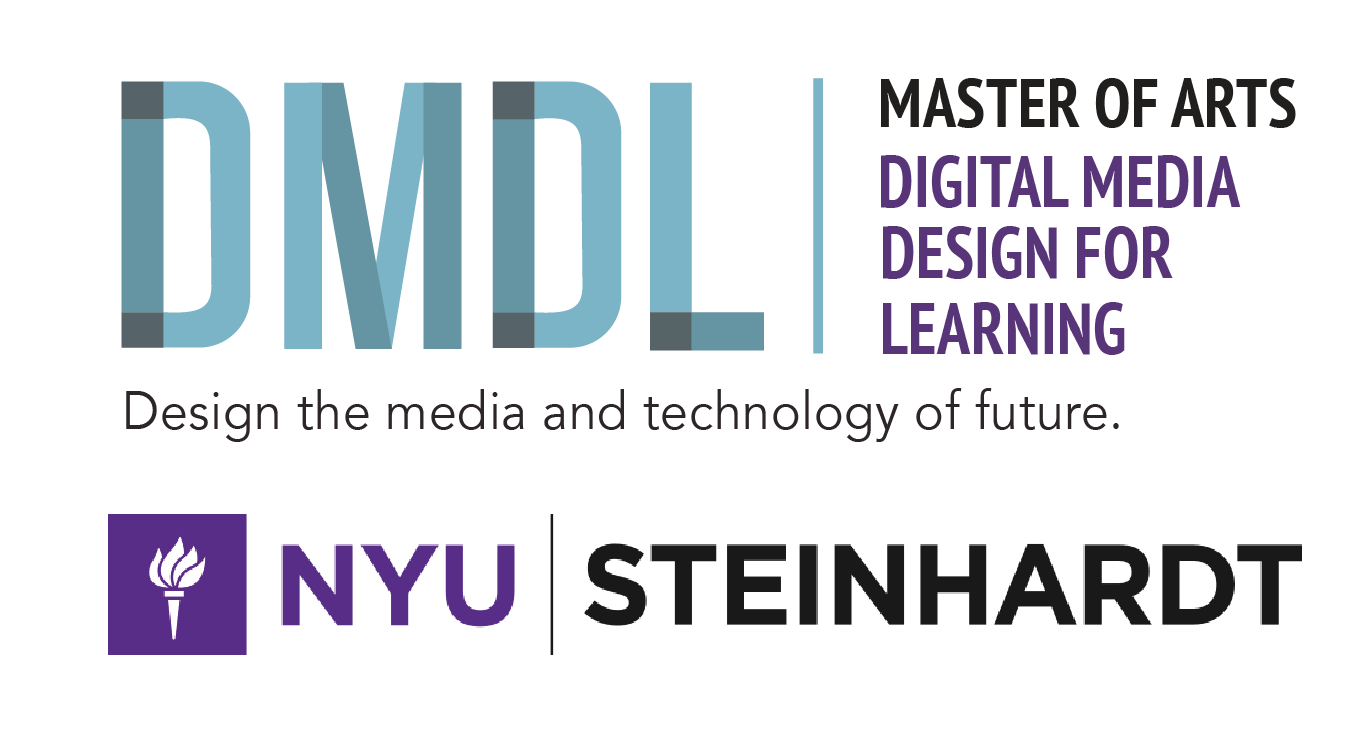 DMDL
MASTER OF ARTS
DIGITAL MEDIA
DESIGN FOR
LEARNING
Design the media and technology of future.
NYU STEINHARDT